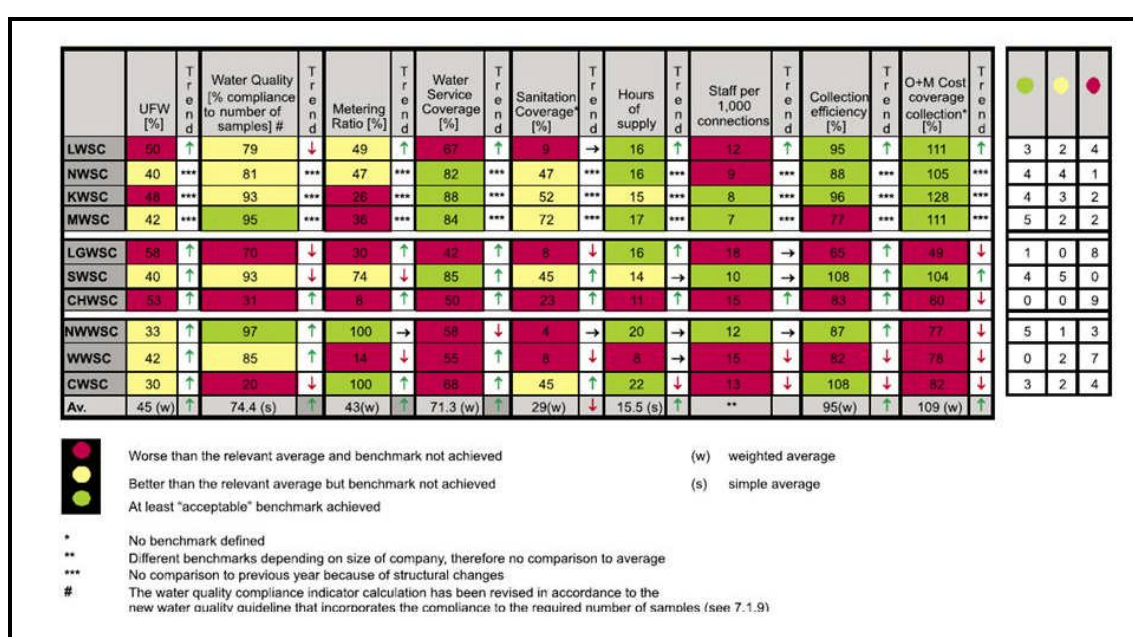 UFW [%] Trend Water Quality [% compliance to number of samples] # Trend Metering Ratio [%] Trend Water Service Coverage [%] Trend Sanitation Coverage* [%] Trend Hours of supply Trend Staff per 1,000 connections Trend Collection efficiency [%] Trend O+M Cost coverage collection* [%] Trend
LWSC 50 ↑ 79 ↓ 49 ↑ 67 ↑ 9 → 16 ↑ 12 ↑ 95 ↑ 111 ↑ 3 2 4
NWSC 40 *** 81 *** 47 *** 82 *** 47 *** 16 *** 9 *** 88 *** 105 *** 4 4 1
KWSC 48 *** 93 *** 26 *** 88 *** 52 *** 15 *** 8 *** 96 *** 128 *** 4 3 2
MWSC 42 *** 95 *** 36 *** 84 *** 72 *** 17 *** 7 *** 77 *** 111 *** 5 2 2
LGWSC 58 ↑ 70 ↓ 30 ↑ 42 ↑ 8 ↓ 16 ↑ 18 → 65 ↑ 49 ↓ 1 0 8
SWSC 40 ↑ 93 ↓ 74 ↓ 85 ↑ 45 ↑ 14 → 10 → 108 ↑ 104 ↑ 4 5 0
CHWSC 53 ↑ 31 ↑ 8 ↑ 50 ↑ 23 ↑ 11 ↑ 15 ↑ 83 ↑ 60 ↓ 0 0 9
NWWSC 33 ↑ 97 ↑ 100 → 58 ↓ 4 → 20 → 12 → 87 ↑ 77 ↓ 5 1 3
WWSC 42 ↑ 85 ↑ 14 ↓ 55 ↑ 8 ↓ 8 → 15 ↓ 82 ↓ 78 ↓ 0 2 7
CWSC 30 ↑ 20 ↓ 100 ↑ 68 ↑ 45 ↑ 22 ↓ 13 ↓ 108 ↓ 82 ↓ 3 2 4
Av. 45 (w) ↑ 74.4 (s) ↑ 43(w) ↑ 71.3 (w) ↑ 29(w) ↓ 15.5 (s) ↑ ** 95(w) ↑ 109 (w) ↑
Worse than the relevant average and benchmark not achieved (w) weighted average
Better than the relevant average but benchmark not achieved (s) simple average
At least "acceptable" benchmark achieved
* No benchmark defined
** Different benchmarks depending on size of company, therefore no comparison to average
*** No comparison to previous year because of structural changes
# The water quality compliance indicator calculation has been revised in accordance to the
new water quality guideline that incorporates the compliance to the required number of samples (see 7.1.9)